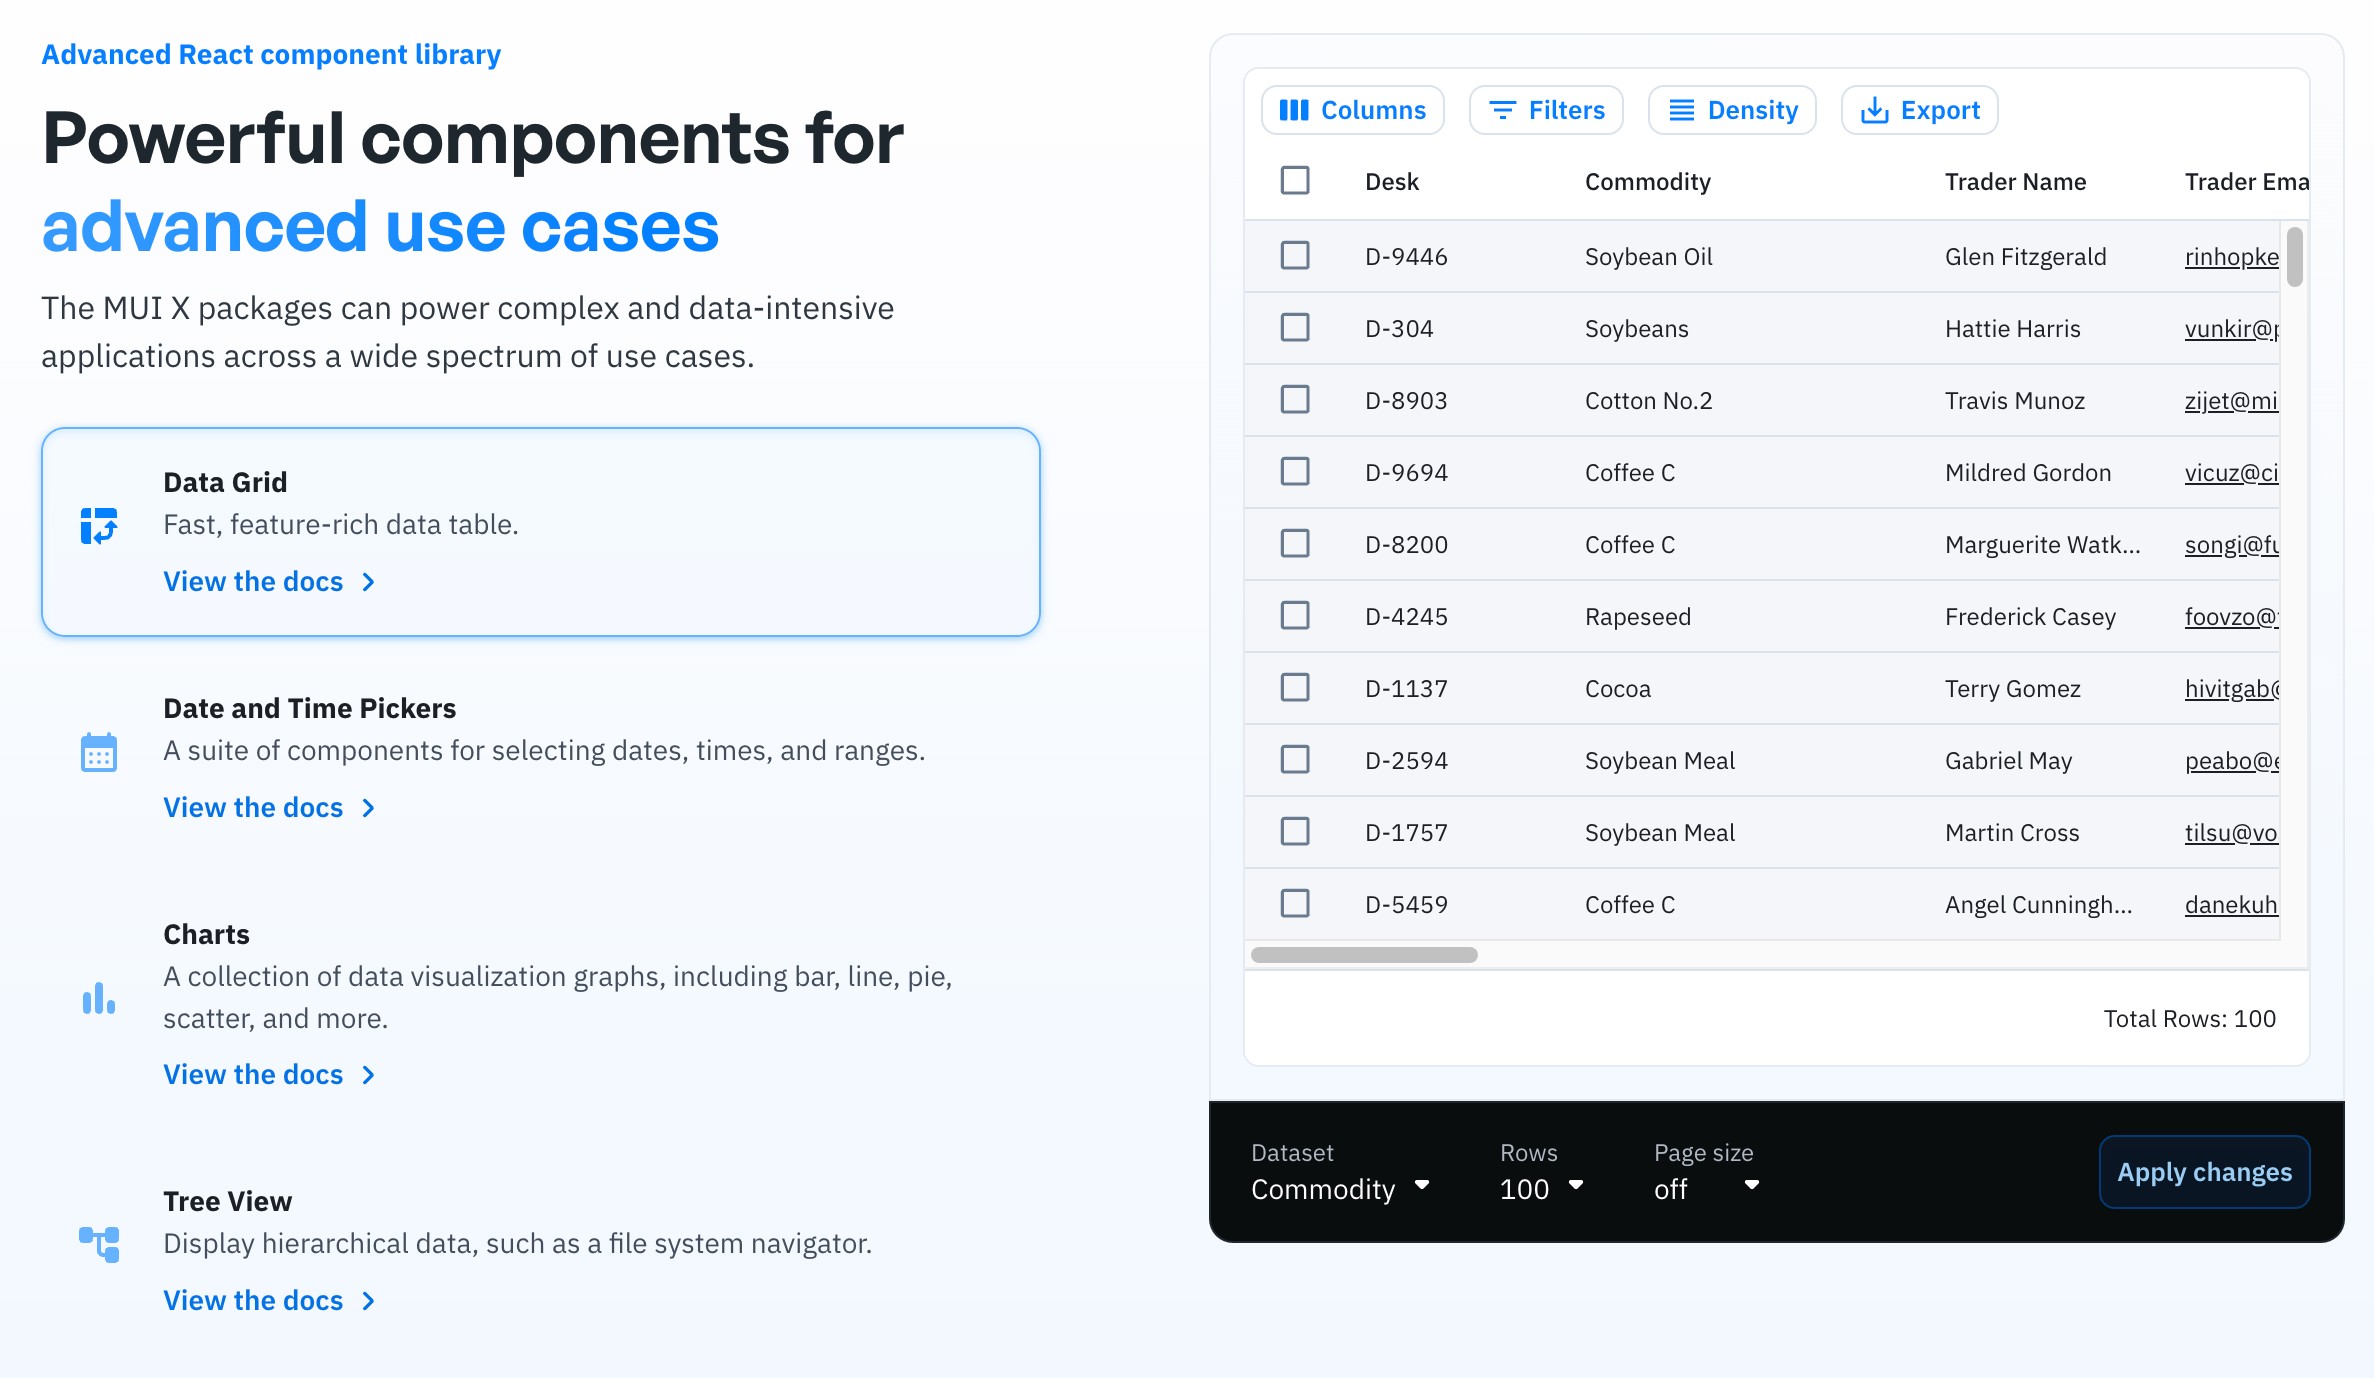 Advanced React component library
Powerful components for
advanced use cases
The MUI X packages can power complex and data-intensive
applications across a wide spectrum of use cases.
Data Grid
Fast, feature-rich data table.
View the docs
Date and Time Pickers
A suite of components for selecting dates, times, and ranges.
View the docs
Charts
A collection of data visualization graphs, including bar, line, pie,
scatter, and more.
View the docs
Tree View
Display hierarchical data, such as a file system navigator.
View the docs
Columns Filters Density Export
Desk Commodity Trader Name Trader Ema
D-9446 Soybean Oil Glen Fitzgerald rinhopke
D-304 Soybeans Hattie Harris vunkir@
D-8903 Cotton No.2 Travis Munoz zijet@mi
D-9694 Coffee C Mildred Gordon vicuz@ci
D-8200 Coffee C Marguerite Watk... songi@fu
D-4245 Rapeseed Frederick Casey foovzo@
D-1137 Cocoa Terry Gomez hivitgab@
D-2594 Soybean Meal Gabriel May peabo@e
D-1757 Soybean Meal Martin Cross tilsu@vo
D-5459 Coffee C Angel Cunningh... danekuh
Total Rows: 100
Dataset Rows Page size
Commodity 100 off
Apply changes